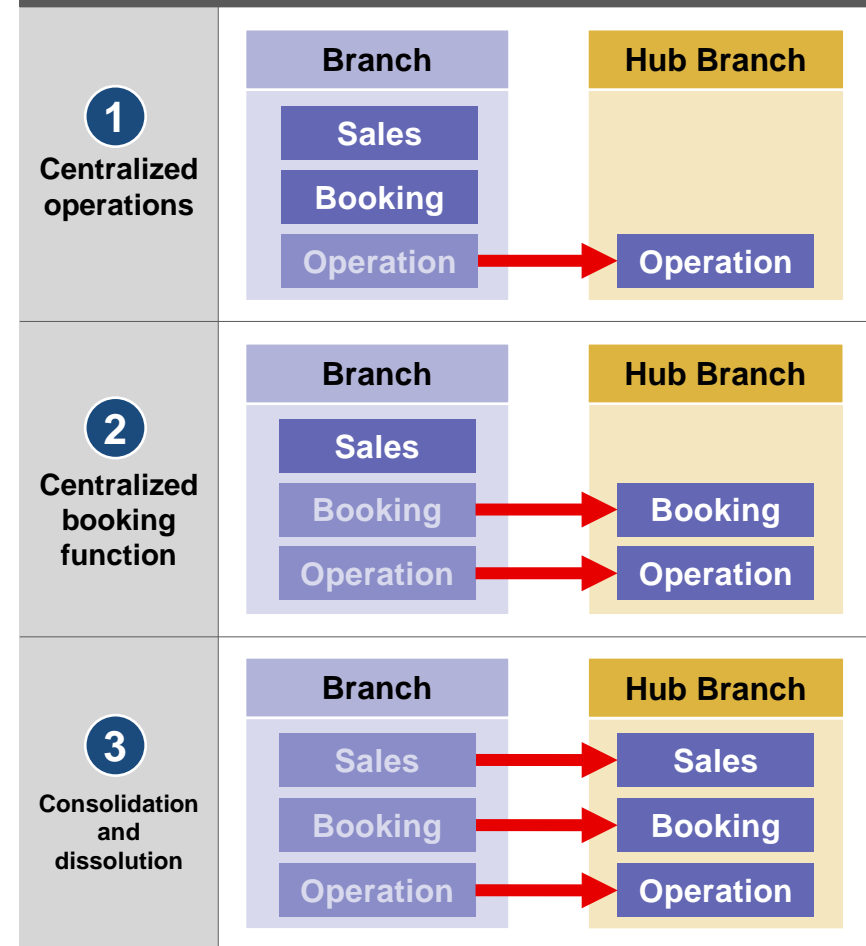 1
Centralized
operations
Branch
Hub Branch
Sales
Booking
Operation
Operation
2
Centralized
booking
function
Branch
Hub Branch
Sales
Booking
Booking
Operation
Operation
3
Consolidation
and
dissolution
Branch
Hub Branch
Sales
Sales
Booking
Booking
Operation
Operation